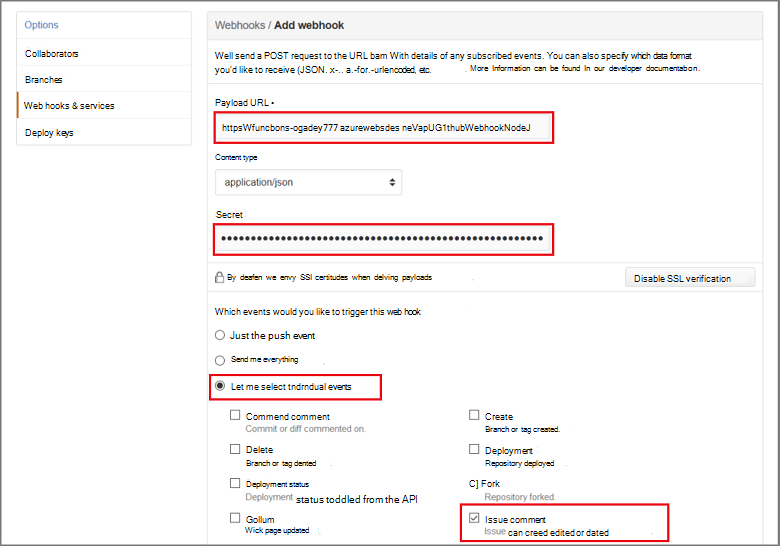 Options
Collaborators
Branches
Web hooks & services
Deploy keys
Webhooks / Add webhook
Well send a POST request to the URL bam With details of any subscribed events. You can also specify which data format
you'd like to receive (JSON. x-.. a.-for.-urlencoded, etc. . More Information can be found In our developer documentation.
Payload URL •
httpsWfuncbons-ogadey777 azurewebsdes neVapUG1thubWebhookNodeJ
Content type
application/json
Secret
By deafen we envy SSI certitudes when delving payloads
Disable SSL verification
Which events would you like to trigger this web hook
Just the push event
Send me everything
Let me select tndrndual events
Commend comment
Commit or diff commented on.
Create
Branch or tag created.
Delete
Branch or tag dented
Deployment
Repository deployed
Deployment status
Deployment status toddled from the API
C] Fork
Repository forked.
Gollum
Wick page updated
Issue comment
Issue can creed edited or dated